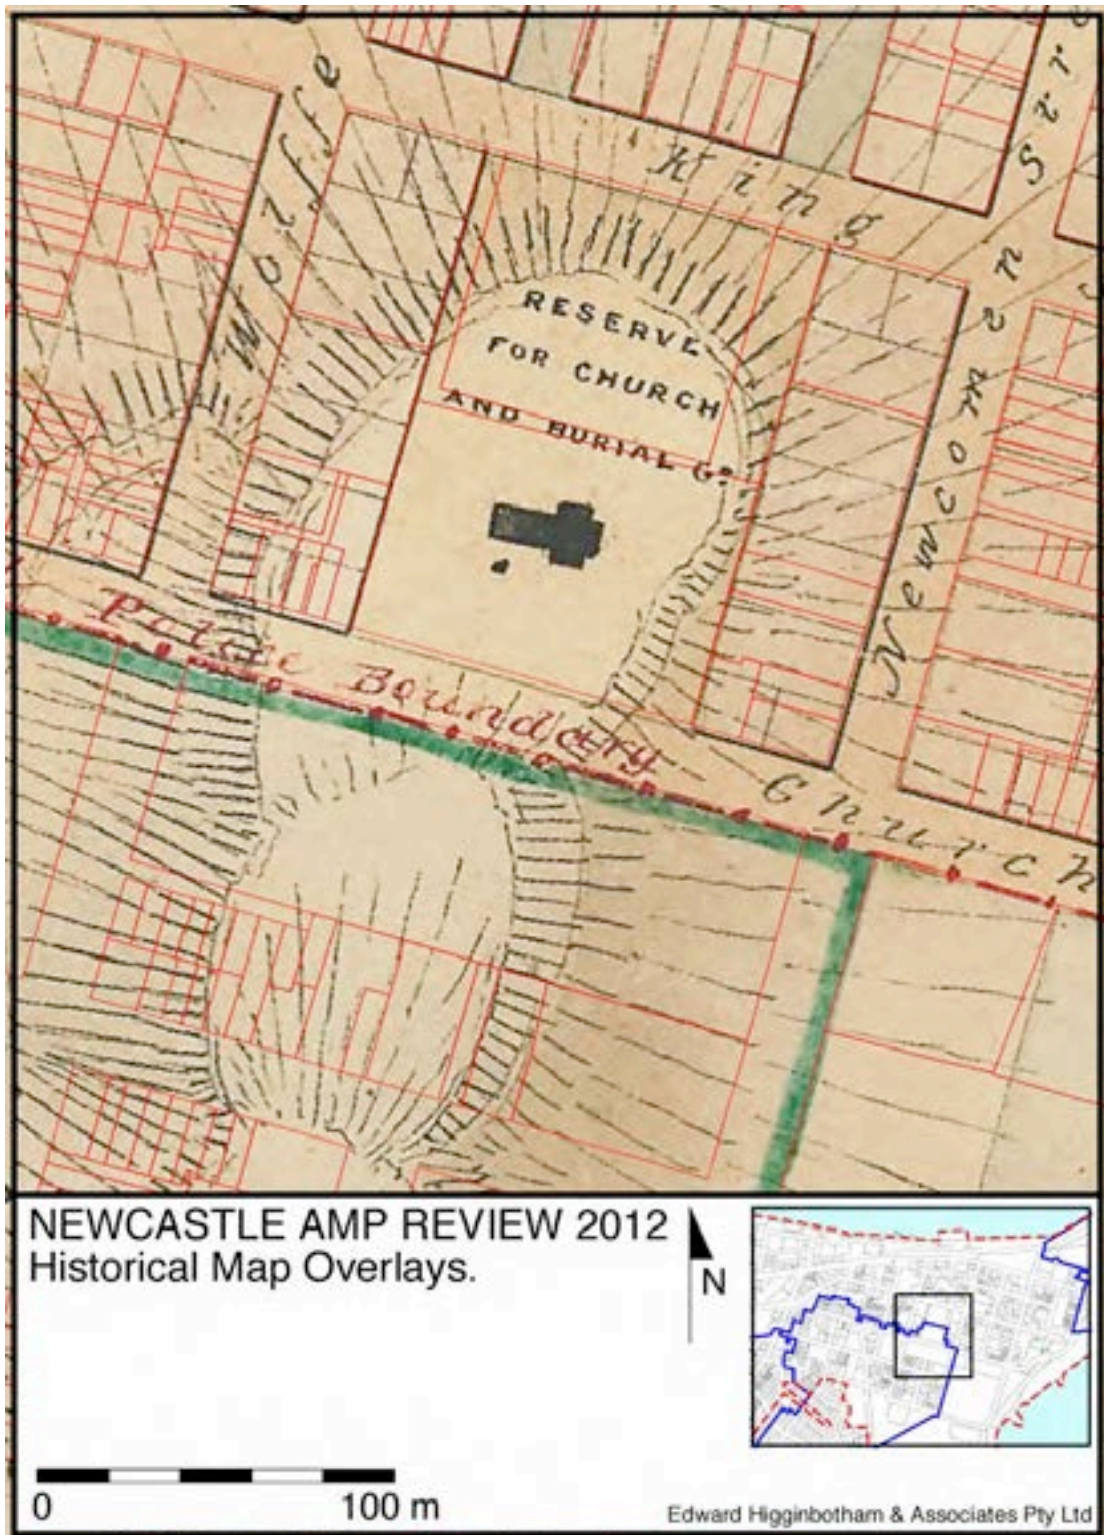 Wolfe
King
Newcomen Stre
RESERVE
FOR CHURCH
AND BURIAL Gd
Police Boundary
Church
NEWCASTLE AMP REVIEW 2012
Historical Map Overlays.
N
0 100 m
Edward Higginbotham & Associates Pty Ltd